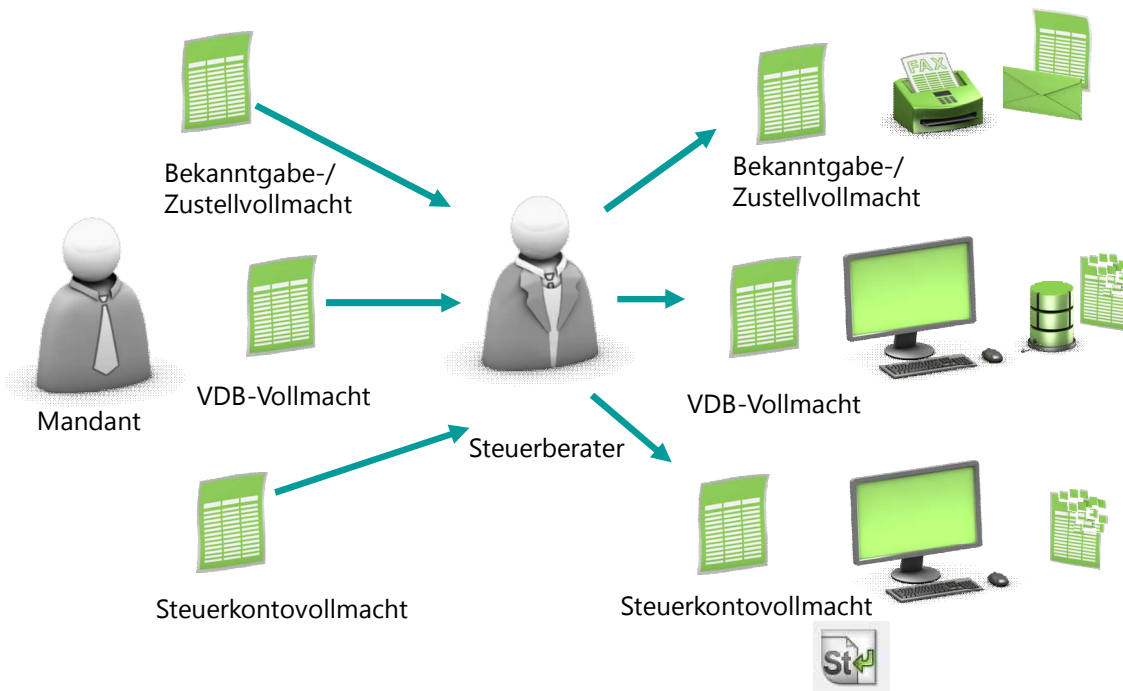 FAX
Bekanntgabe-/
Zustellvollmacht
Bekanntgabe-/
Zustellvollmacht
Mandant
VDB-Vollmacht
Steuerberater
VDB-Vollmacht
Steuerkontovollmacht
Steuerkontovollmacht
St